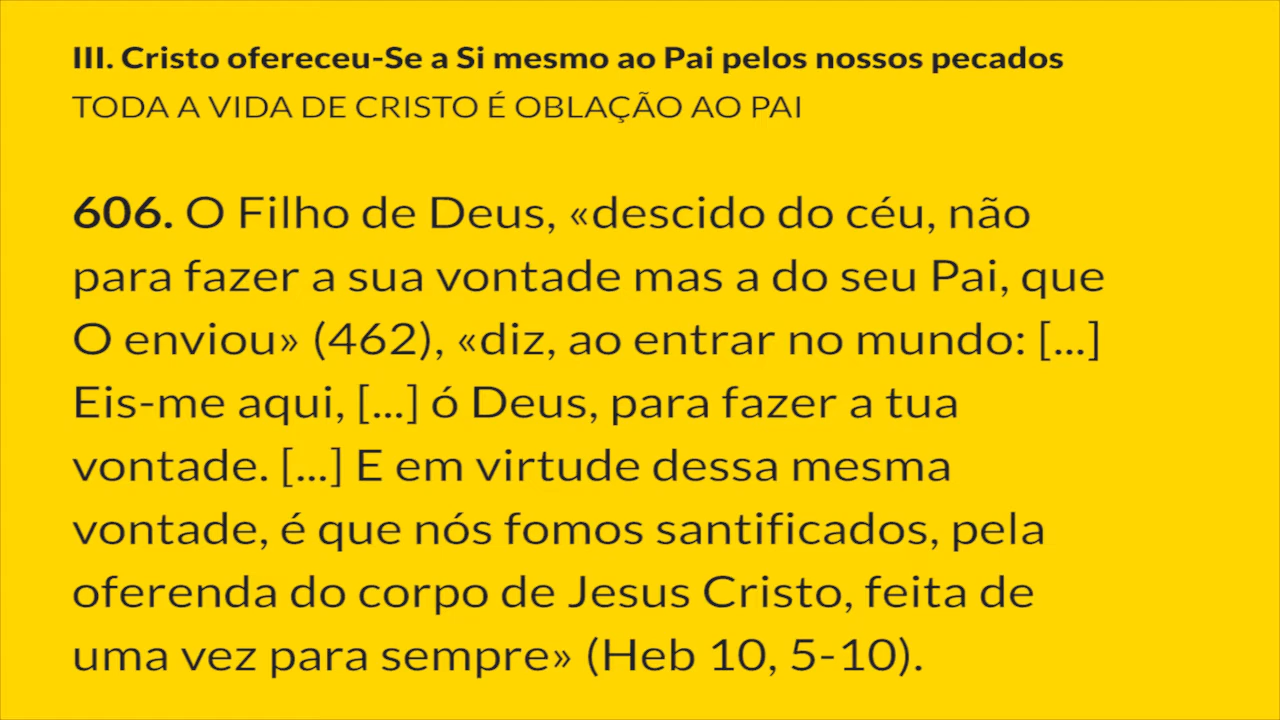 III. Cristo ofereceu-Se a Si mesmo ao Pai pelos nossos pecados
TODA A VIDA DE CRISTO É OBLAÇÃO AO PAI
606. O Filho de Deus, «descido do céu, não
para fazer a sua vontade mas a do seu Pai, que
O enviou» (462), «diz, ao entrar no mundo: [...]
Eis-me aqui, [...] ó Deus, para fazer a tua
vontade. [...] E em virtude dessa mesma
vontade, é que nós fomos santificados, pela
oferenda do corpo de Jesus Cristo, feita de
uma vez para sempre» (Heb 10, 5-10).